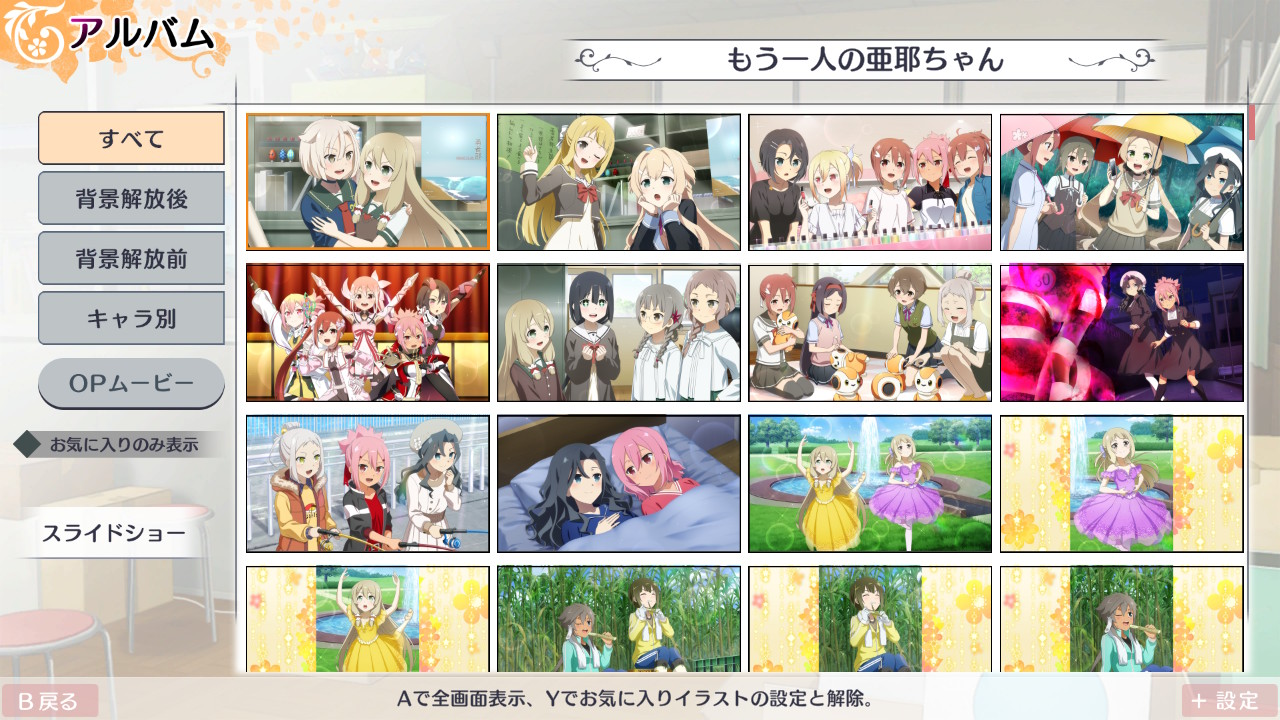 アルバム
もう一人の亜耶ちゃん
すべて
背景解放後
背景解放前
キャラ別
OPムービー
お気に入りのみ表示
スライドショー
B 戻る
Aで全画面表示、Yでお気に入りイラストの設定と解除。
+ 設定